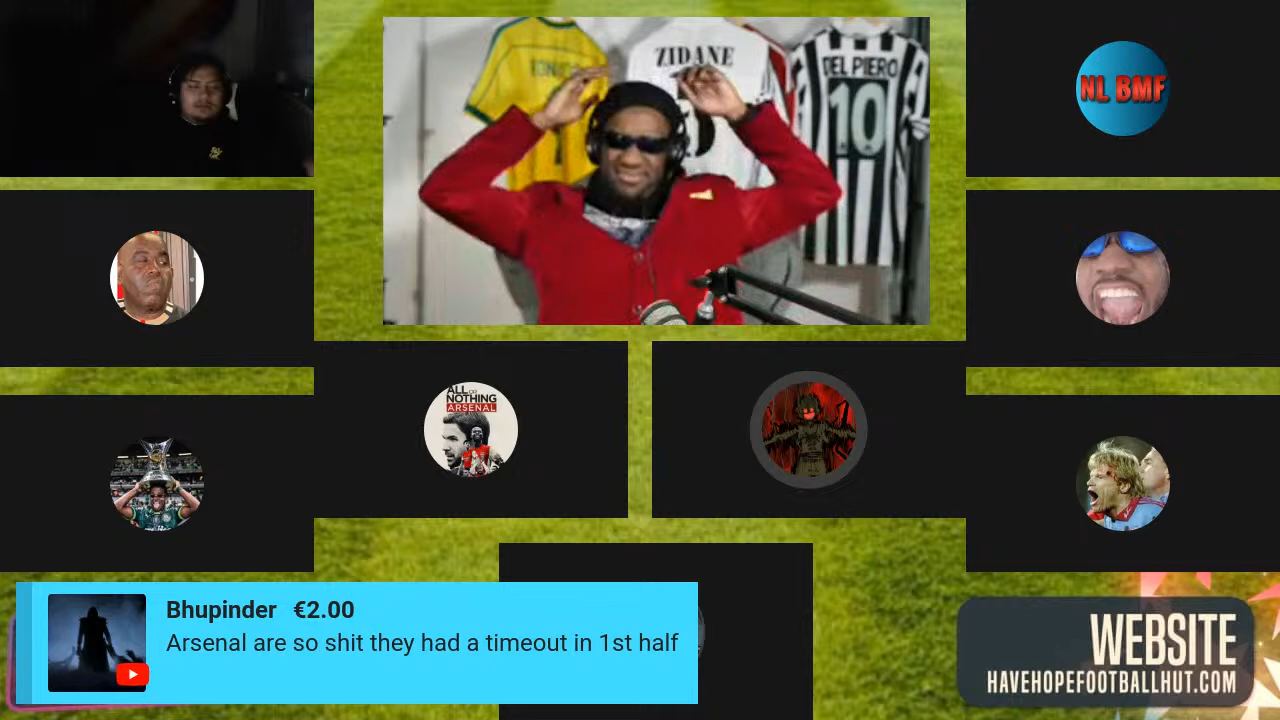 ZIDANE
DEL PIERO
10
NL BMF
ALL OR
NOTHING
ARSENAL
Bhupinder €2.00
Arsenal are so shit they had a timeout in 1st half
WEBSITE
HAVEHOPEFOOTBALLHUT.COM